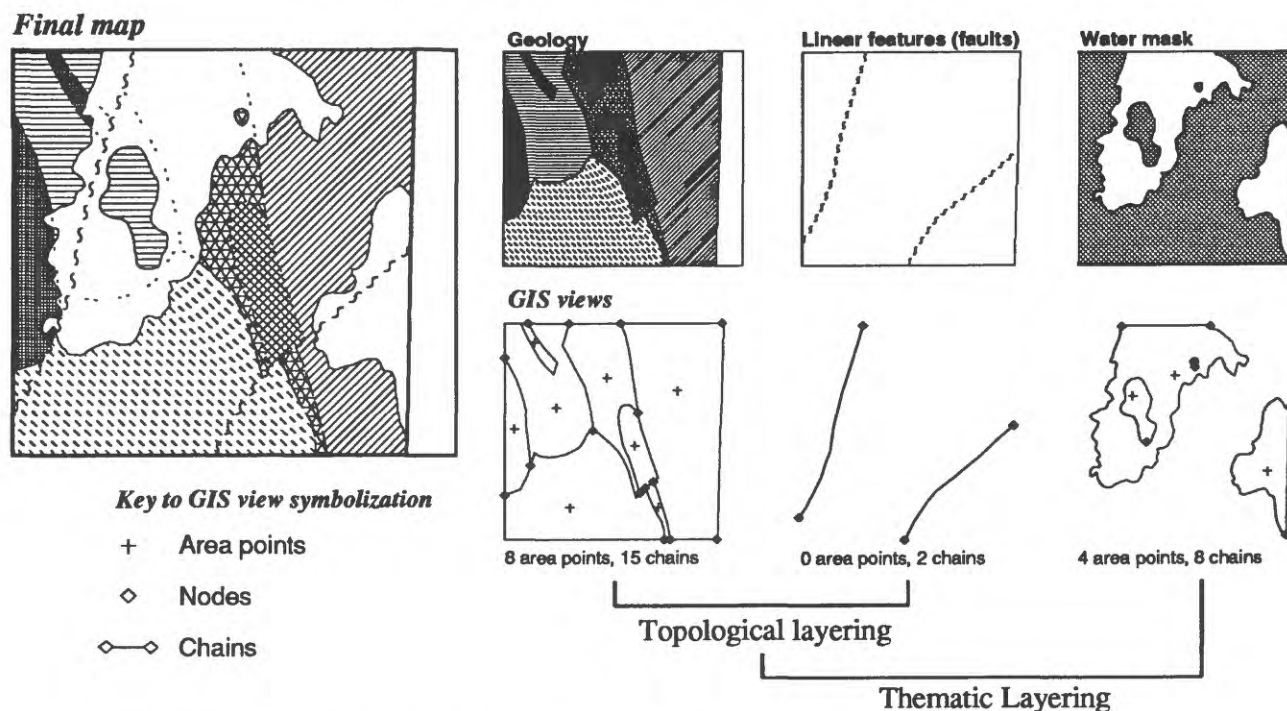 Final map
Geology
Linear features (faults)
Water mask
GIS views
Key to GIS view symbolization
+ Area points
◇ Nodes
◇—◇ Chains
8 area points, 15 chains
0 area points, 2 chains
4 area points, 8 chains
Topological layering
Thematic Layering